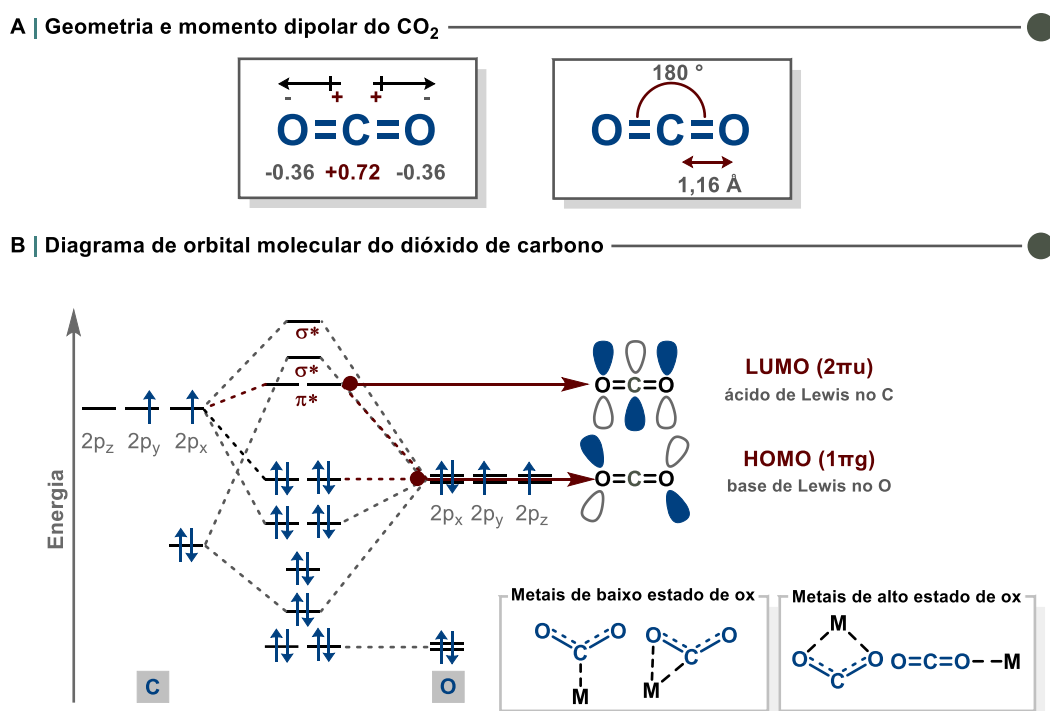 A | Geometria e momento dipolar do CO₂
- + + -
O=C=O
-0.36 +0.72 -0.36
180 °
O=C=O
1,16 Å
B | Diagrama de orbital molecular do dióxido de carbono
Energia
σ*
σ*
π*
2pz 2py 2px
2px 2py 2pz
C
O
O=C=O
LUMO (2πu)
ácido de Lewis no C
O=C=O
HOMO (1πg)
base de Lewis no O
Metais de baixo estado de ox
O O
C
M
O O
C
M
Metais de alto estado de ox
M
O O
C
O=C=O--M